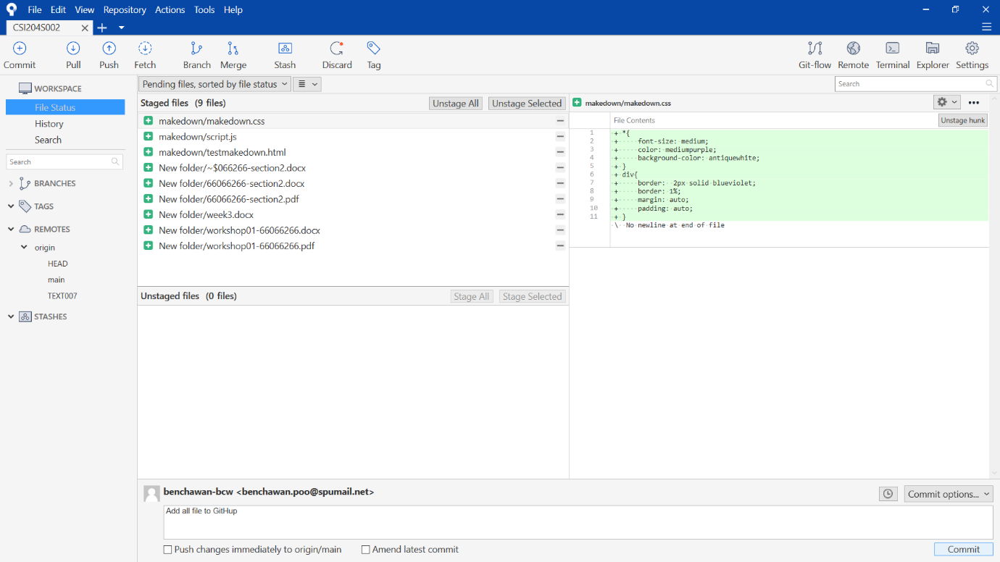 File Edit View Repository Actions Tools Help
CSI204S002
Commit Pull Push Fetch Branch Merge Stash Discard Tag Git-flow Remote Terminal Explorer Settings
WORKSPACE
File Status
History
Search
Search
BRANCHES
TAGS
REMOTES
origin
HEAD
main
TEXT007
STASHES
Pending files, sorted by file status
Search
Staged files (9 files) Unstage All Unstage Selected
makedown/makedown.css
makedown/script.js
makedown/testmakedown.html
New folder/~$066266-section2.docx
New folder/66066266-section2.docx
New folder/66066266-section2.pdf
New folder/week3.docx
New folder/workshop01-66066266.docx
New folder/workshop01-66066266.pdf
Unstaged files (0 files) Stage All Stage Selected
makedown/makedown.css
File Contents Unstage hunk
1 + *{
2 + font-size: medium;
3 + color: mediumpurple;
4 + background-color: antiquewhite;
5 + }
6 + div{
7 + border: 2px solid blueviolet;
8 + border: 1%;
9 + margin: auto;
10 + padding: auto;
11 + }
\ No newline at end of file
benchawan-bcw <benchawan.poo@spumail.net>
Commit options...
Add all file to GitHup
Push changes immediately to origin/main Amend latest commit Commit